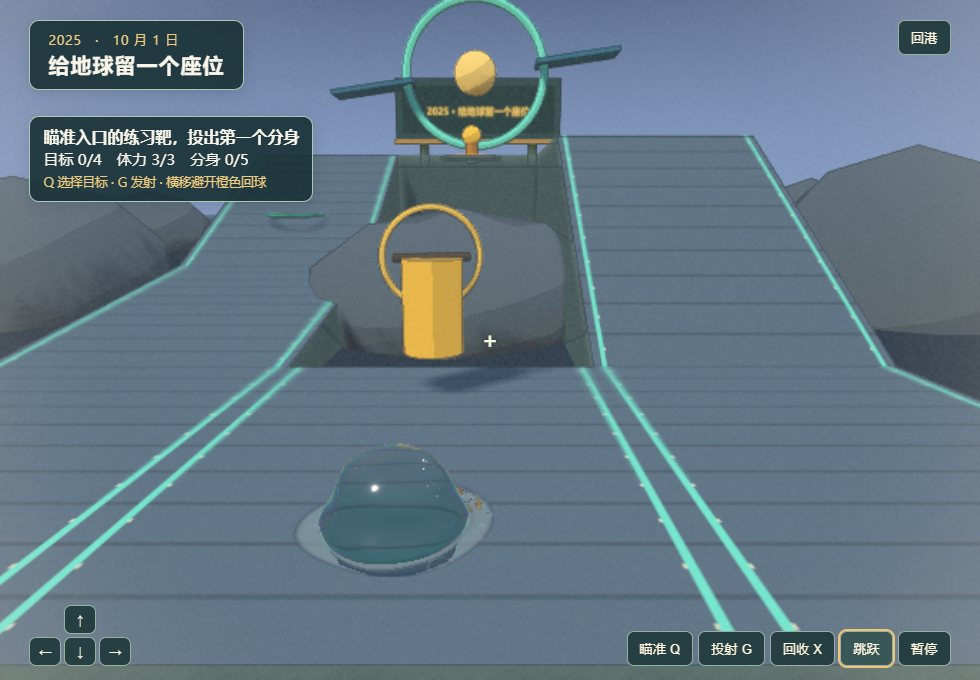 2025 · 10 月 1 日
给地球留一个座位
回港
2025·给地球留一个座位
瞄准入口的练习靶，投出第一个分身
目标 0/4 体力 3/3 分身 0/5
Q 选择目标 · G 发射 · 横移避开橙色回球
↑
← ↓ →
瞄准 Q 投射 G 回收 X 跳跃 暂停